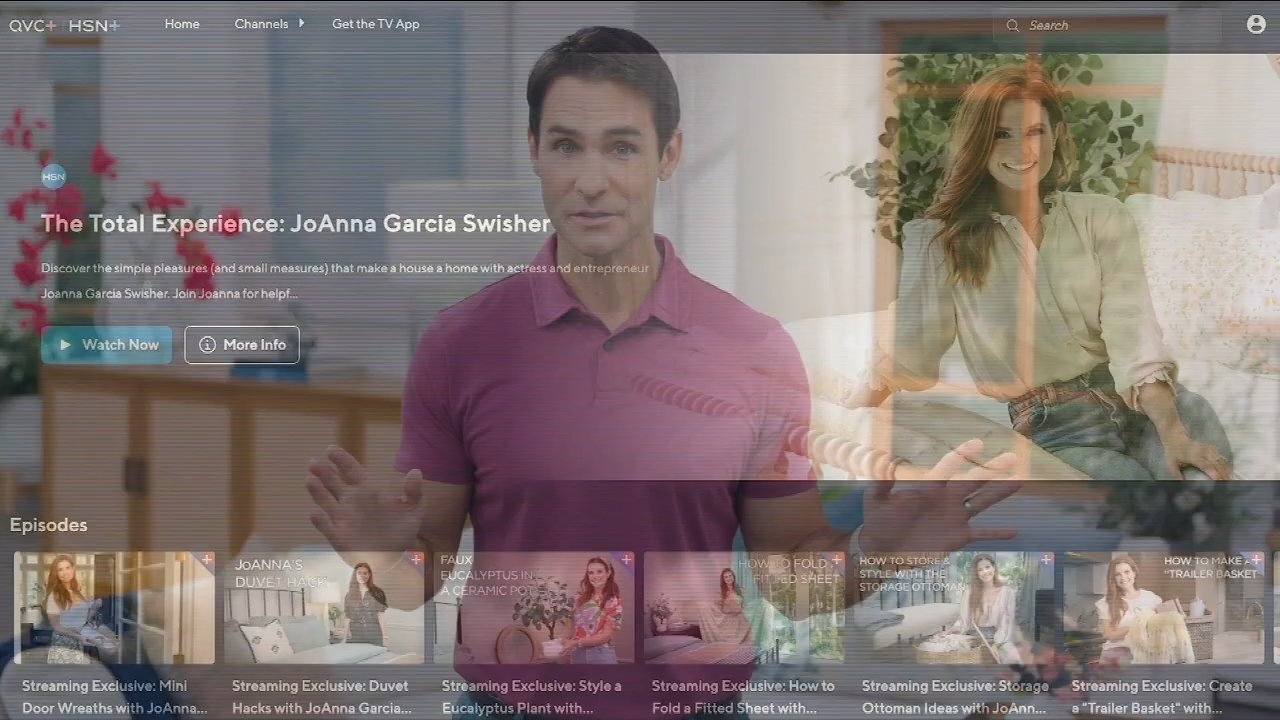 QVC+ HSN+ Home Channels Get the TV App Search
HSN
The Total Experience: JoAnna Garcia Swisher
Discover the simple pleasures (and small measures) that make a house a home with actress and entrepreneur
Joanna Garcia Swisher. Join Joanna for helpf...
Watch Now More Info
Episodes
JoANNA'S
DUVET HACK
FAUX
EUCALYPTUS IN
A CERAMIC POT
HOW TO FOLD A
FITTED SHEET
HOW TO STORE &
STYLE WITH THE
STORAGE OTTOMAN
HOW TO MAKE A
"TRAILER BASKET"
Streaming Exclusive: Mini
Door Wreaths with JoAnna...
Streaming Exclusive: Duvet
Hacks with JoAnna Garcia...
Streaming Exclusive: Style a
Eucalyptus Plant with...
Streaming Exclusive: How to
Fold a Fitted Sheet with...
Streaming Exclusive: Storage
Ottoman Ideas with JoAnn...
Streaming Exclusive: Create
a "Trailer Basket" with...